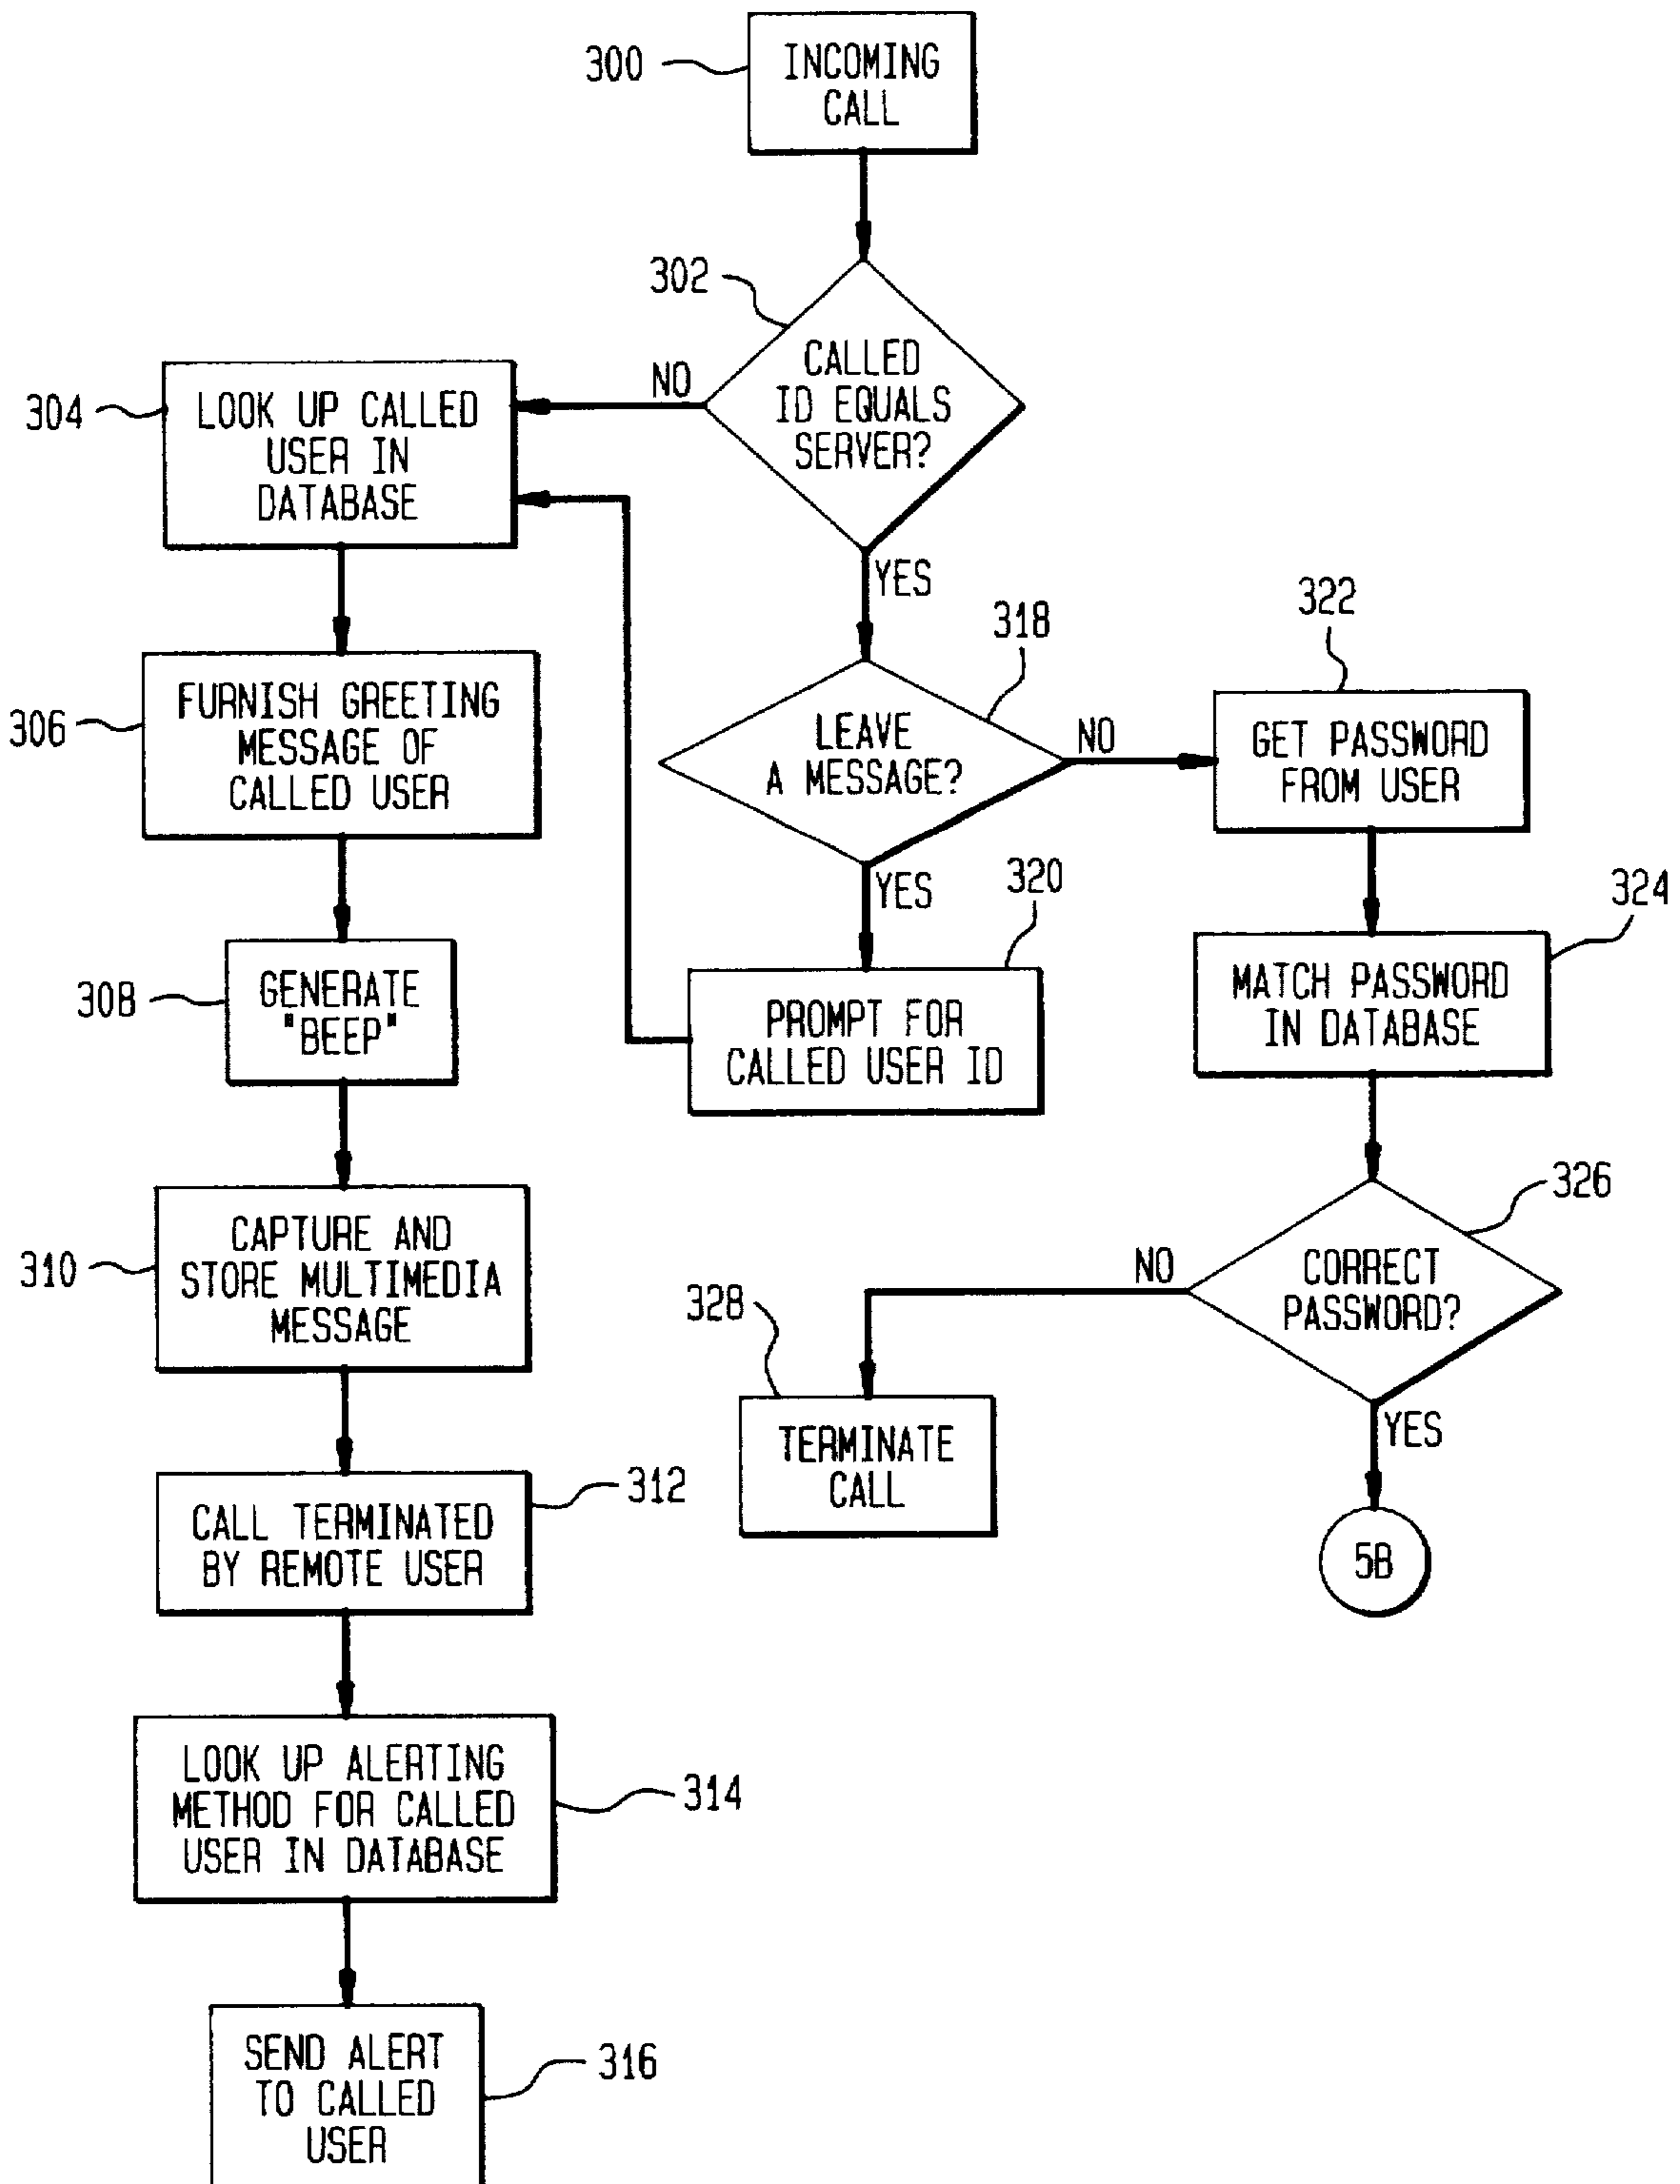 300
INCOMING
CALL
302
CALLED
ID EQUALS
SERVER?
NO
YES
304
LOOK UP CALLED
USER IN
DATABASE
306
FURNISH GREETING
MESSAGE OF
CALLED USER
308
GENERATE
"BEEP"
310
CAPTURE AND
STORE MULTIMEDIA
MESSAGE
312
CALL TERMINATED
BY REMOTE USER
314
LOOK UP ALERTING
METHOD FOR CALLED
USER IN DATABASE
316
SEND ALERT
TO CALLED
USER
318
LEAVE
A MESSAGE?
NO
YES
320
PROMPT FOR
CALLED USER ID
322
GET PASSWORD
FROM USER
324
MATCH PASSWORD
IN DATABASE
326
CORRECT
PASSWORD?
NO
YES
328
TERMINATE
CALL
5B